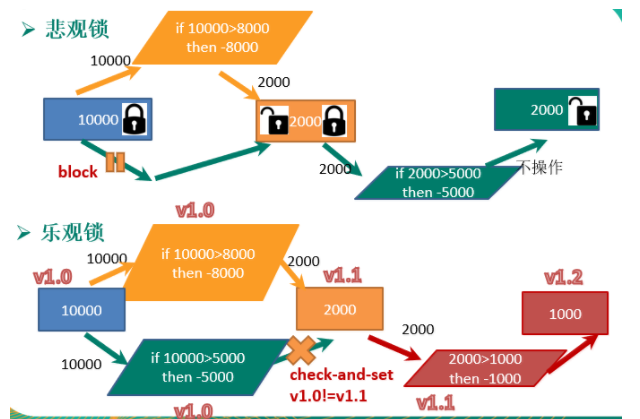 悲观锁
if 10000>8000
then -8000
10000
2000
10000
2000
2000
block
2000
if 2000>5000
then -5000
不操作
v1.0
乐观锁
v1.0
10000
if 10000>8000
then -8000
2000
v1.1
v1.2
10000
2000
1000
2000
10000
if 10000>5000
then -5000
v1.0
check-and-set
v1.0!=v1.1
2000>1000
then -1000
v1.1